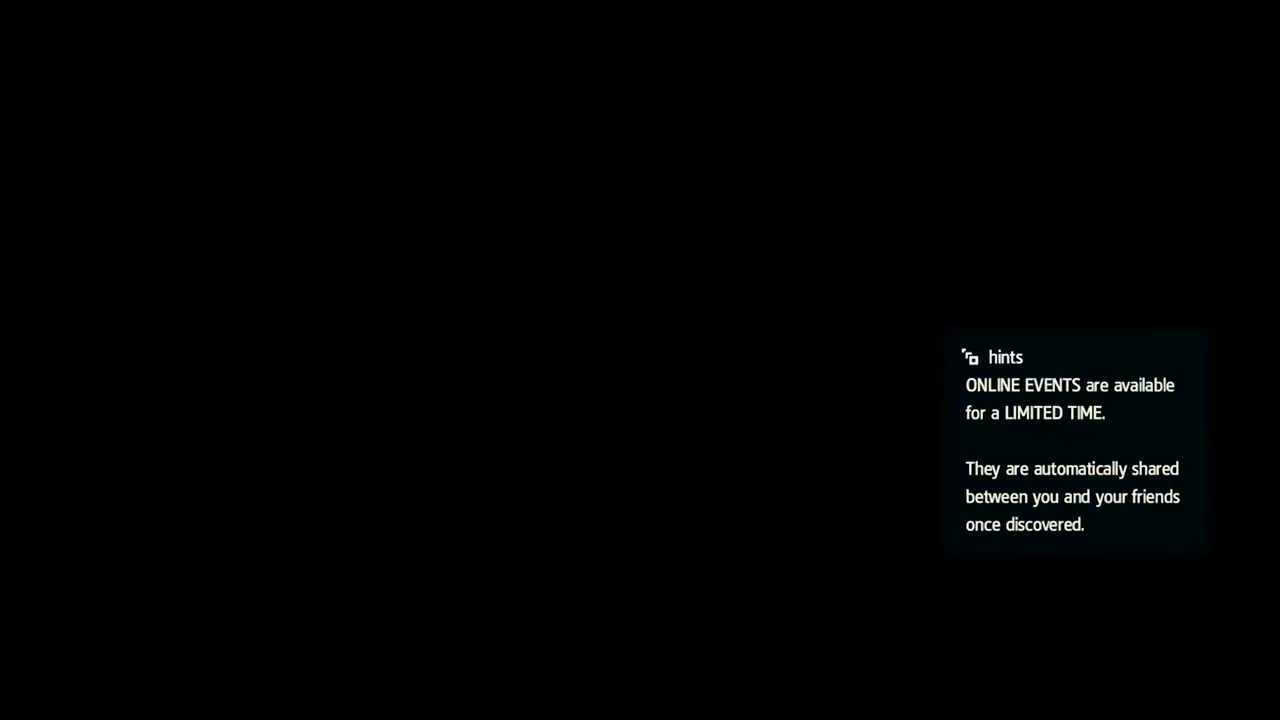 hints
ONLINE EVENTS are available
for a LIMITED TIME.
They are automatically shared
between you and your friends
once discovered.